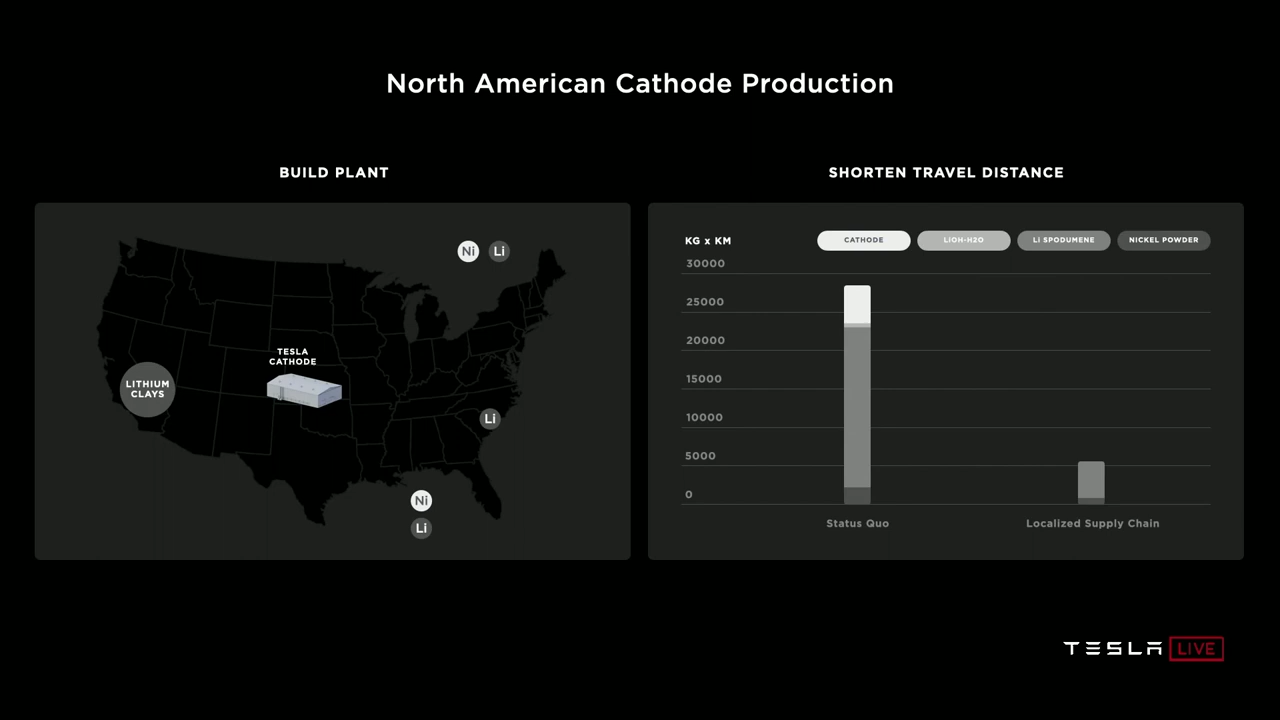 North American Cathode Production
BUILD PLANT
Ni
Li
TESLA
CATHODE
LITHIUM
CLAYS
Li
Ni
Li
SHORTEN TRAVEL DISTANCE
KG x KM
CATHODE
LIOH-H2O
LI SPODUMENE
NICKEL POWDER
30000
25000
20000
15000
10000
5000
0
Status Quo
Localized Supply Chain
TESLA LIVE